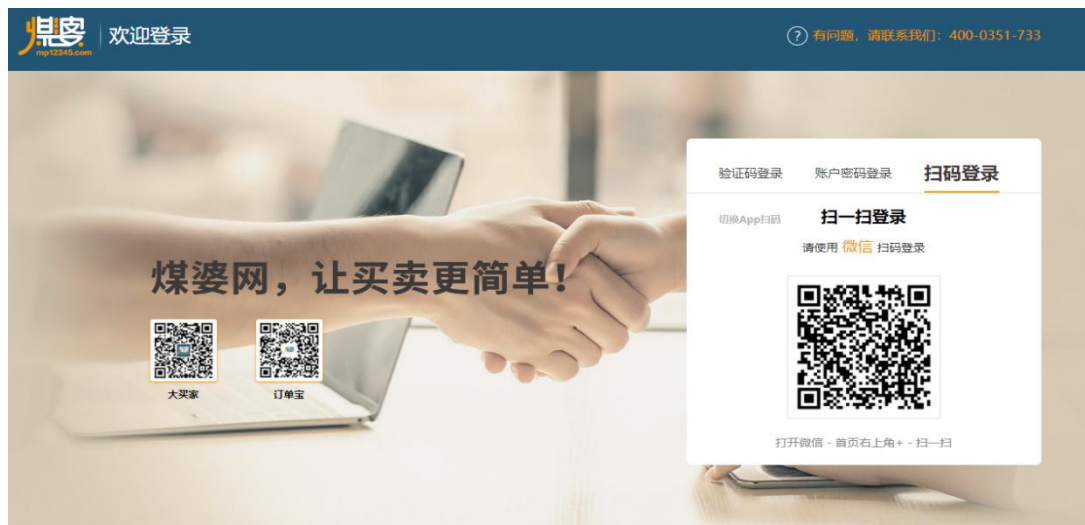 煤婆
mp12345.com
欢迎登录
? 有问题，请联系我们：400-0351-733
验证码登录 账户密码登录 扫码登录
切换App扫码 扫一扫登录
请使用 微信 扫码登录
煤婆网，让买卖更简单！
大买家 订单宝
打开微信 - 首页右上角+ - 扫一扫